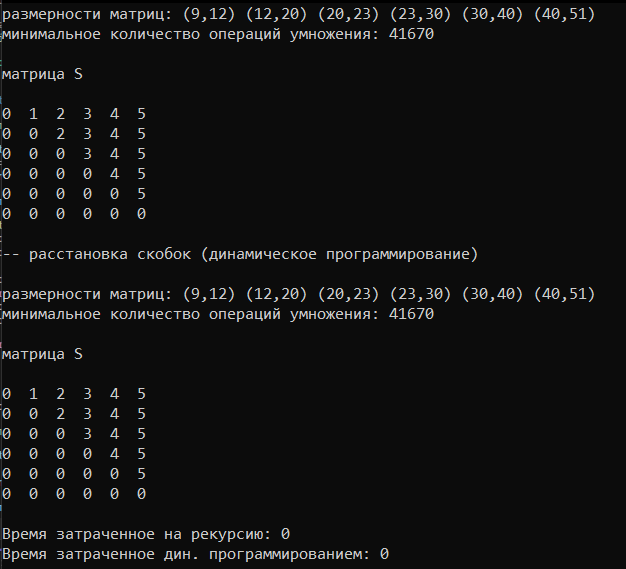 размерности матриц: (9,12) (12,20) (20,23) (23,30) (30,40) (40,51)
минимальное количество операций умножения: 41670
матрица S
0 1 2 3 4 5
0 0 2 3 4 5
0 0 0 3 4 5
0 0 0 0 4 5
0 0 0 0 0 5
0 0 0 0 0 0
-- расстановка скобок (динамическое программирование)
размерности матриц: (9,12) (12,20) (20,23) (23,30) (30,40) (40,51)
минимальное количество операций умножения: 41670
матрица S
0 1 2 3 4 5
0 0 2 3 4 5
0 0 0 3 4 5
0 0 0 0 4 5
0 0 0 0 0 5
0 0 0 0 0 0
Время затраченное на рекурсию: 0
Время затраченное дин. программированием: 0